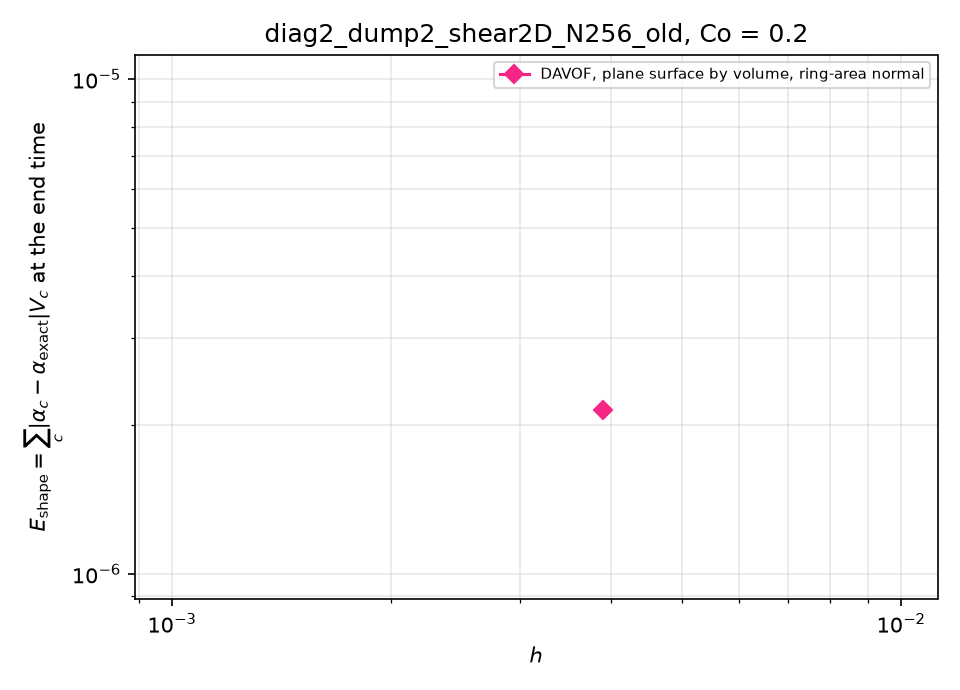 diag2_dump2_shear2D_N256_old, Co = 0.2
DAVOF, plane surface by volume, ring-area normal
E_shape = ∑_c |α_c − α_exact|V_c at the end time
10⁻⁵
10⁻⁶
10⁻³
10⁻²
h